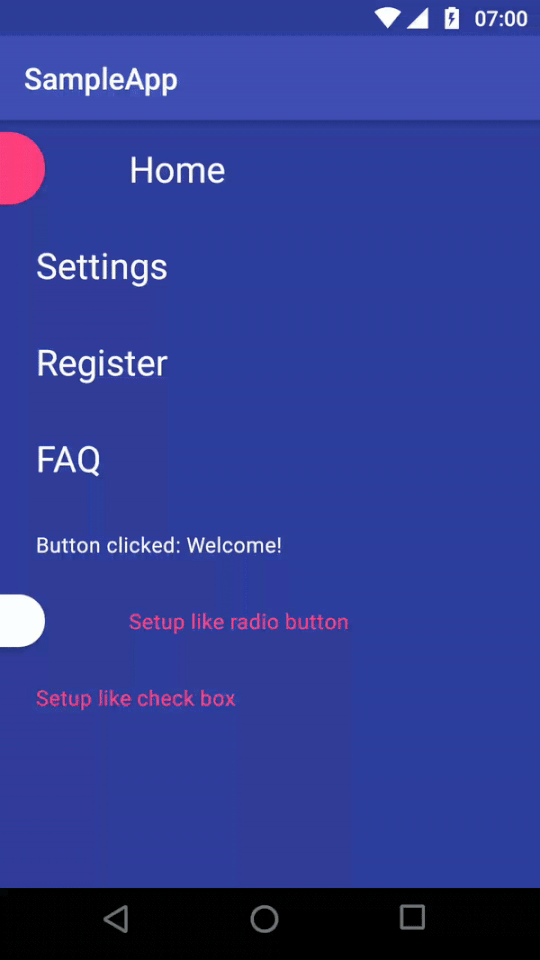 07:00
SampleApp
Home
Settings
Register
FAQ
Button clicked: Welcome!
Setup like radio button
Setup like check box